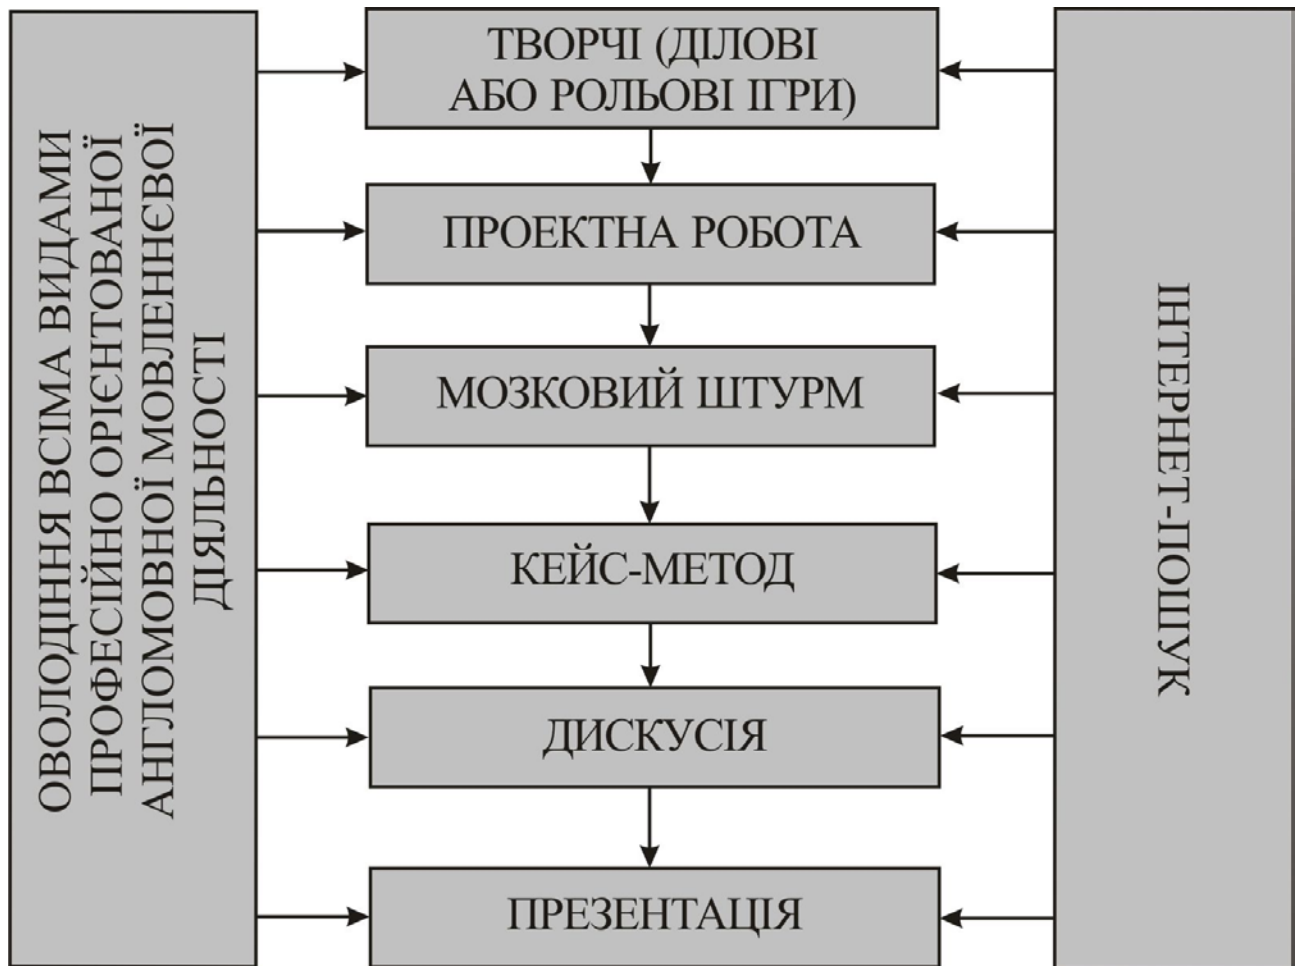 ОВОЛОДІННЯ ВСІМА ВИДАМИ
ПРОФЕСІЙНО ОРІЄНТОВАНОЇ
АНГЛОМОВНОЇ МОВЛЕННЄВОЇ
ДІЯЛЬНОСТІ
ТВОРЧІ (ДІЛОВІ
АБО РОЛЬОВІ ІГРИ)
ПРОЕКТНА РОБОТА
МОЗКОВИЙ ШТУРМ
КЕЙС-МЕТОД
ДИСКУСІЯ
ПРЕЗЕНТАЦІЯ
ІНТЕРНЕТ-ПОШУК